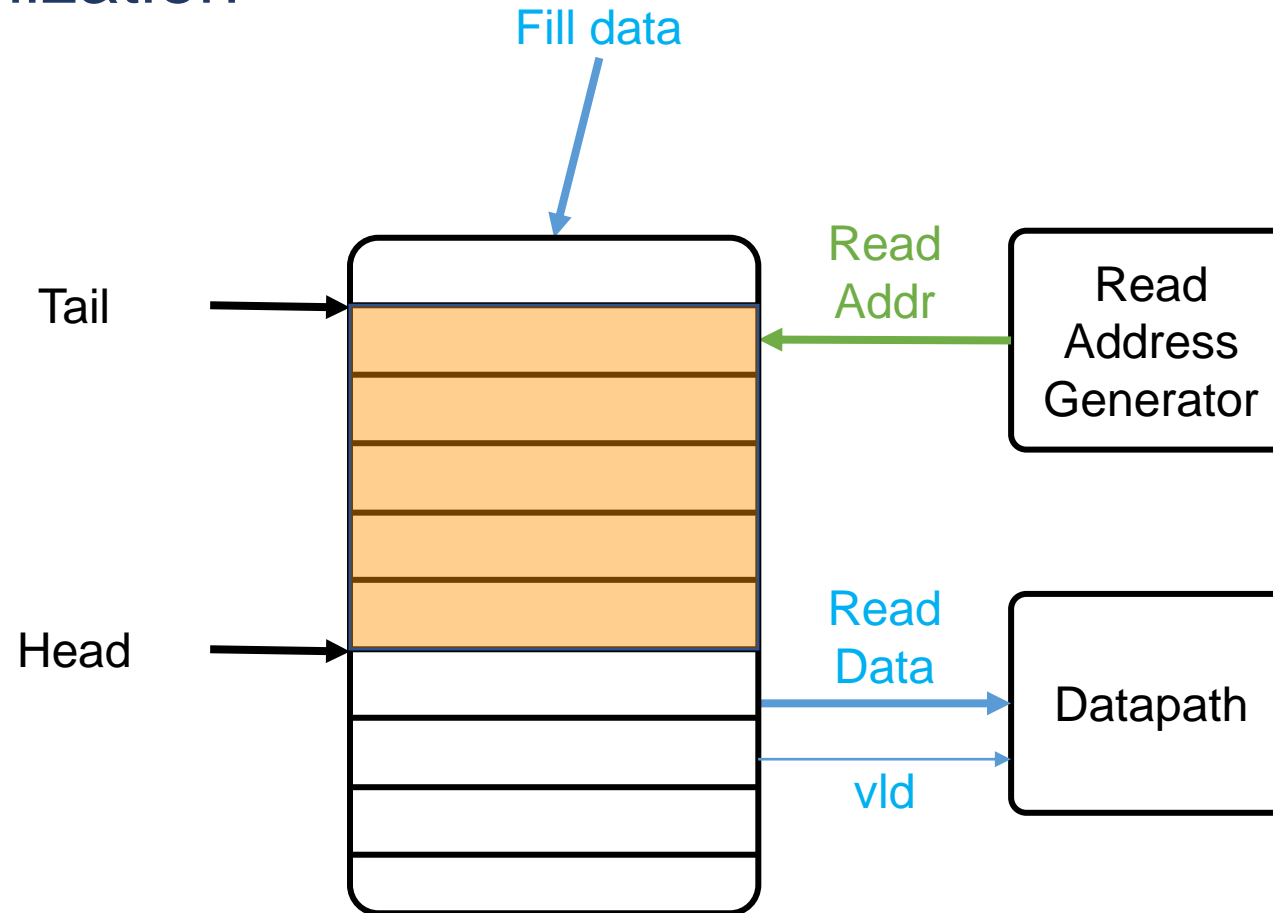 Fill data
Tail
Read
Addr
Read
Address
Generator
Head
Read
Data
vld
Datapath